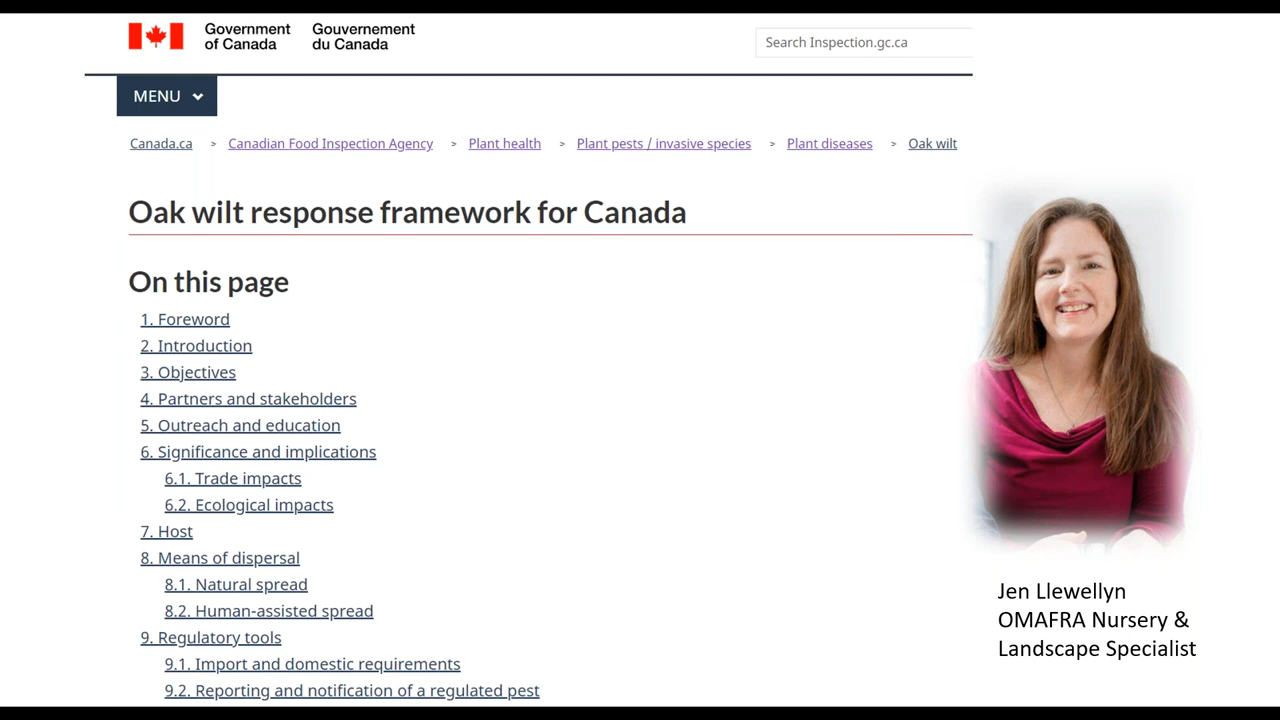 Government of Canada
Gouvernement du Canada
Search Inspection.gc.ca
MENU
Canada.ca > Canadian Food Inspection Agency > Plant health > Plant pests / invasive species > Plant diseases > Oak wilt
Oak wilt response framework for Canada
On this page
1. Foreword
2. Introduction
3. Objectives
4. Partners and stakeholders
5. Outreach and education
6. Significance and implications
6.1. Trade impacts
6.2. Ecological impacts
7. Host
8. Means of dispersal
8.1. Natural spread
8.2. Human-assisted spread
9. Regulatory tools
9.1. Import and domestic requirements
9.2. Reporting and notification of a regulated pest
Jen Llewellyn
OMAFRA Nursery &
Landscape Specialist